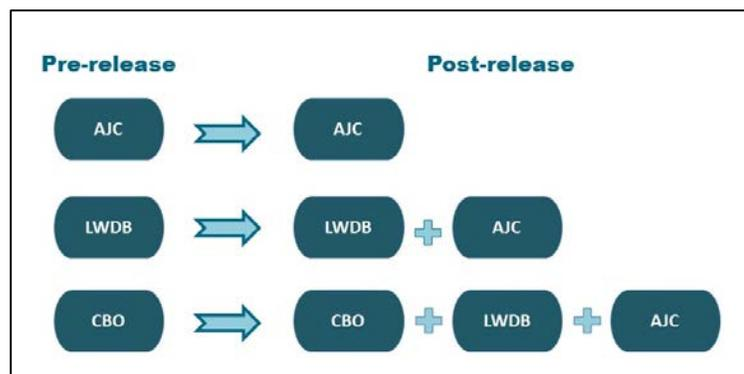 Pre-release Post-release
AJC AJC
LWDB LWDB + AJC
CBO CBO + LWDB + AJC